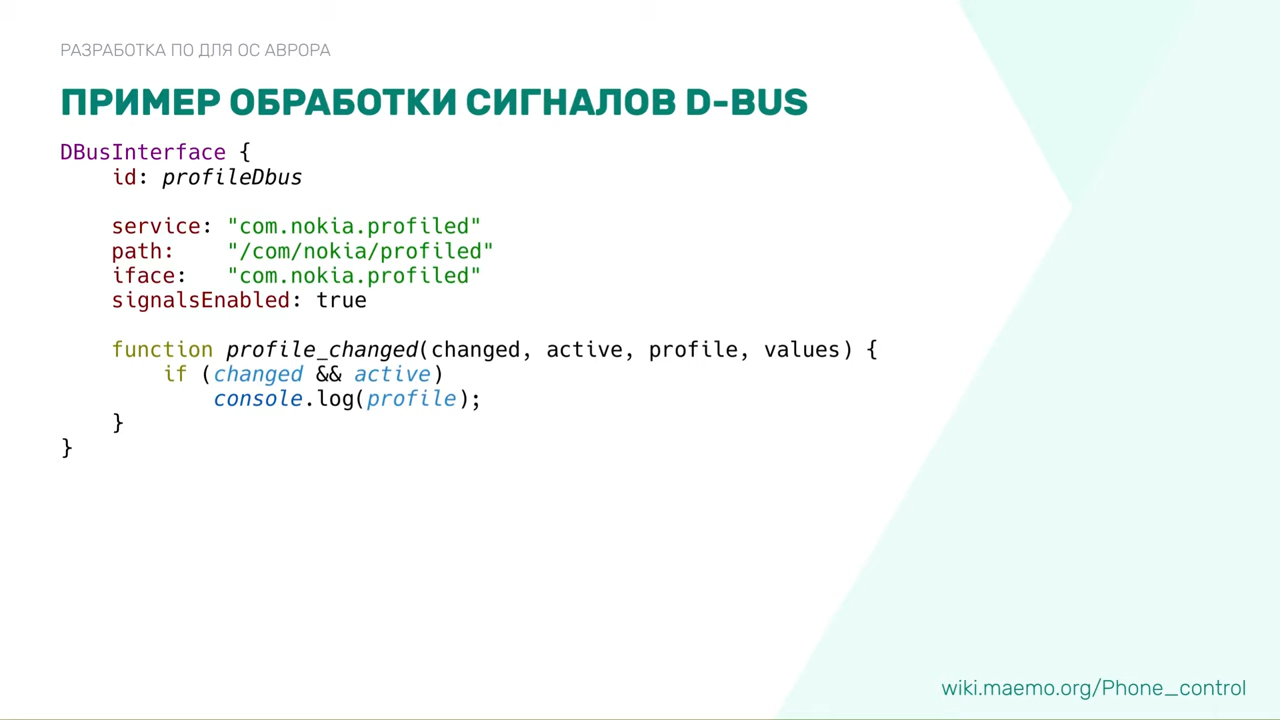 РАЗРАБОТКА ПО ДЛЯ ОС АВРОРА
ПРИМЕР ОБРАБОТКИ СИГНАЛОВ D-BUS
DBusInterface {
    id: profileDbus
    service: "com.nokia.profiled"
    path:    "/com/nokia/profiled"
    iface:   "com.nokia.profiled"
    signalsEnabled: true
    function profile_changed(changed, active, profile, values) {
        if (changed && active)
            console.log(profile);
    }
}
wiki.maemo.org/Phone_control